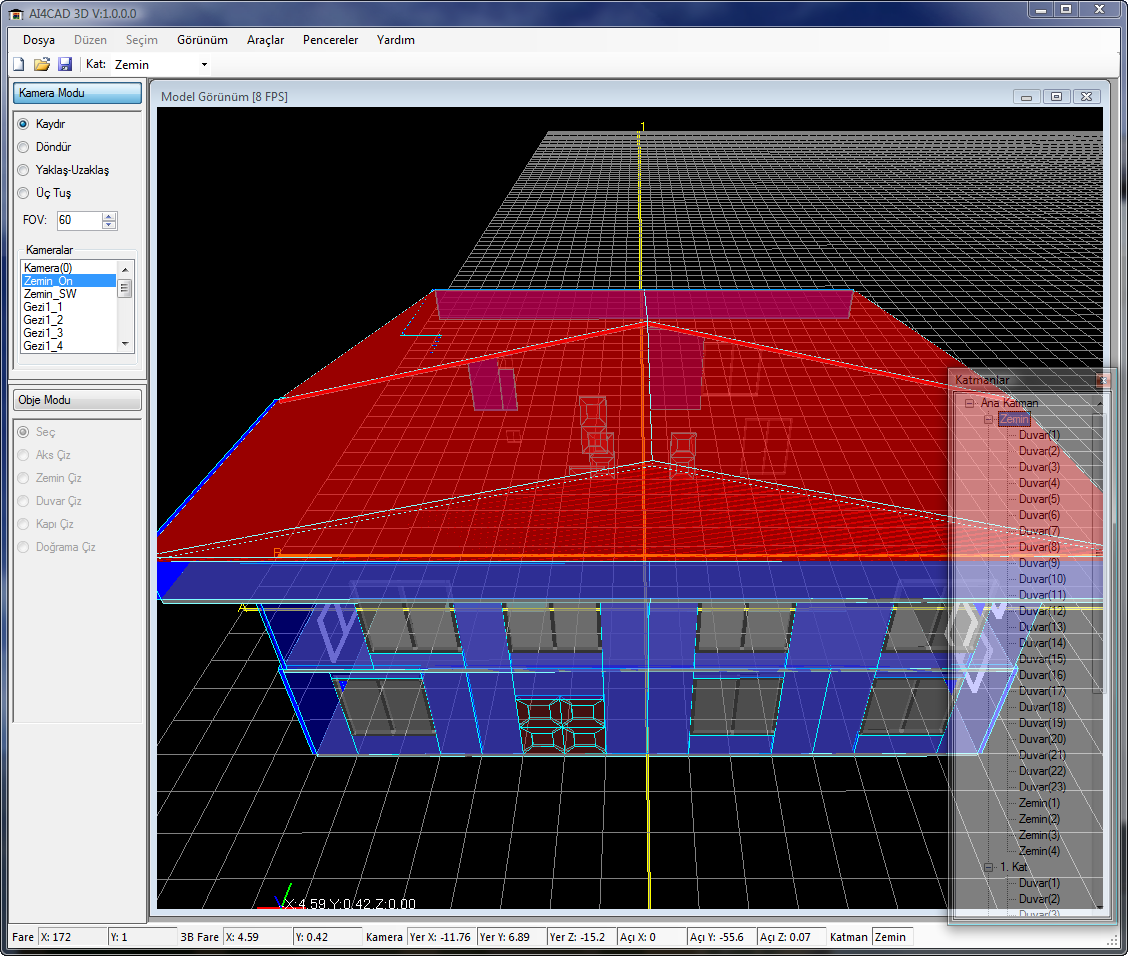 AI4CAD 3D V:1.0.0.0
Dosya Düzen Seçim Görünüm Araçlar Pencereler Yardım
Kat: Zemin
Kamera Modu
Kaydır
Döndür
Yaklaş-Uzaklaş
Üç Tuş
FOV: 60
Kameralar
Kamera(0)
Zemin_Ön
Zemin_SW
Gezi1_1
Gezi1_2
Gezi1_3
Gezi1_4
Obje Modu
Seç
Aks Çiz
Zemin Çiz
Duvar Çiz
Kapı Çiz
Doğrama Çiz
Model Görünüm [8 FPS]
1
B
A
X:4.59 Y:0.42 Z:0.00
Katmanlar
Ana Katman
Zemin
Duvar(1)
Duvar(2)
Duvar(3)
Duvar(4)
Duvar(5)
Duvar(6)
Duvar(7)
Duvar(8)
Duvar(9)
Duvar(10)
Duvar(11)
Duvar(12)
Duvar(13)
Duvar(14)
Duvar(15)
Duvar(16)
Duvar(17)
Duvar(18)
Duvar(19)
Duvar(20)
Duvar(21)
Duvar(22)
Duvar(23)
Zemin(1)
Zemin(2)
Zemin(3)
Zemin(4)
1. Kat
Duvar(1)
Duvar(2)
Duvar(3)
Fare X: 172 Y: 1 3B Fare X: 4.59 Y: 0.42 Kamera Yer X: -11.76 Yer Y: 6.89 Yer Z: -15.2 Açı X: 0 Açı Y: -55.6 Açı Z: 0.07 Katman Zemin